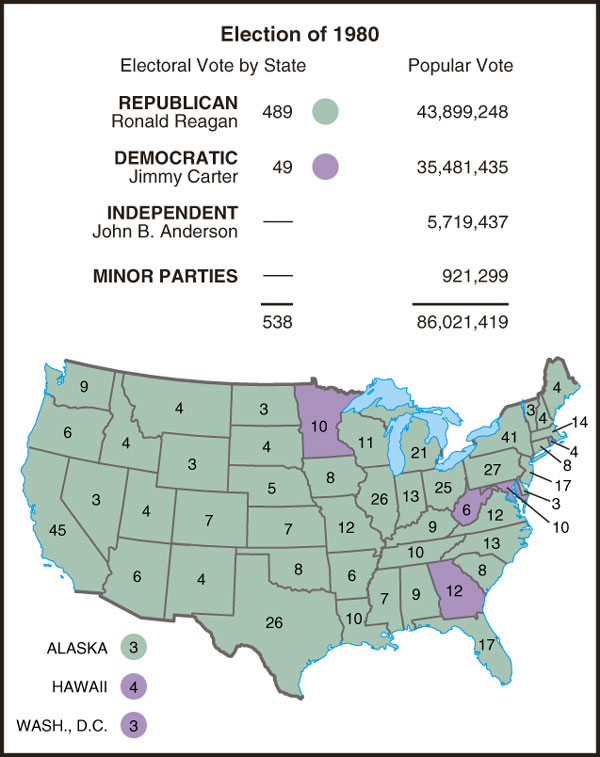 Election of 1980
Electoral Vote by State Popular Vote
REPUBLICAN
Ronald Reagan 489 43,899,248
DEMOCRATIC
Jimmy Carter 49 35,481,435
INDEPENDENT
John B. Anderson — 5,719,437
MINOR PARTIES — 921,299
538 86,021,419
9 4 3 10 11 21 41 3 4 4 14
6 4 3 4 8 26 13 25 27 4
8
17
3
10
45 3 4 7 5 7 12 9 6 12
6 4 8 6 10 13 8
26 10 7 9 12 17
ALASKA 3
HAWAII 4
WASH., D.C. 3